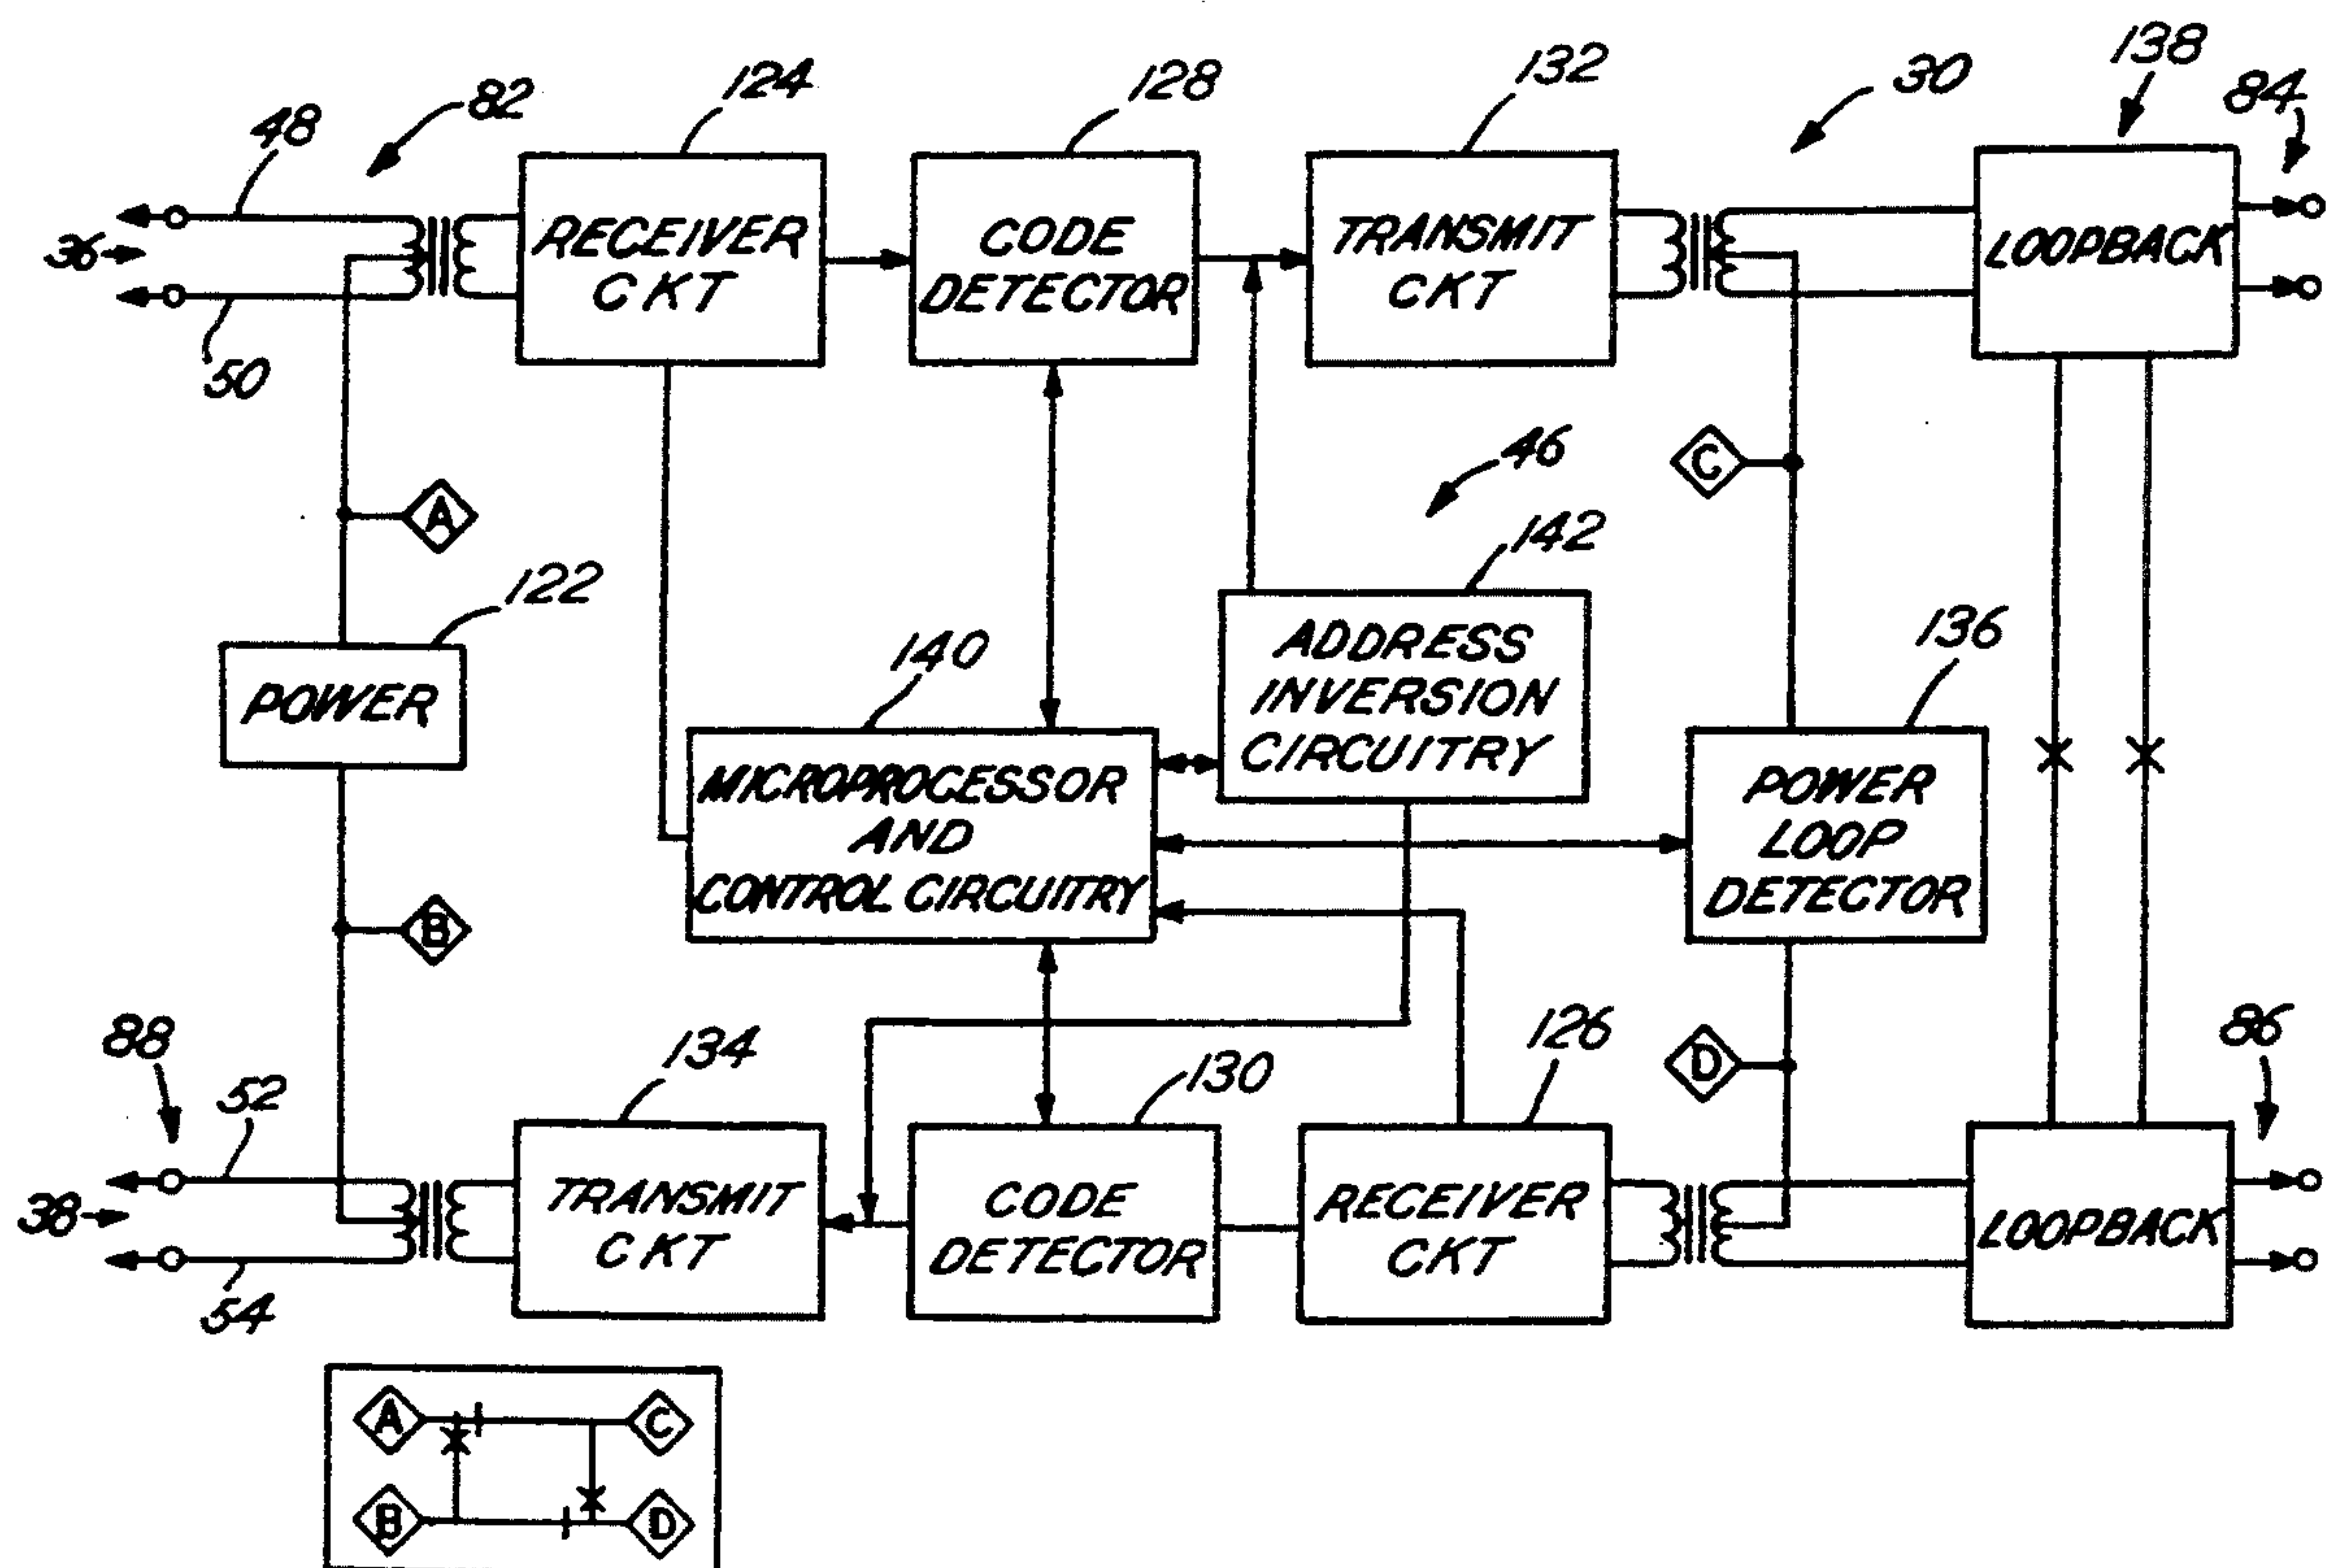 138
124
128
132
30
84
82
48
36
RECEIVER
CKT
CODE
DETECTOR
TRANSMIT
CKT
LOOPBACK
50
46
C
A
142
122
ADDRESS
INVERSION
CIRCUITRY
136
140
POWER
MICROPROCESSOR
AND
CONTROL CIRCUITRY
POWER
LOOP
DETECTOR
B
88
134
130
126
D
86
52
38
TRANSMIT
CKT
CODE
DETECTOR
RECEIVER
CKT
LOOPBACK
54
A
C
B
D